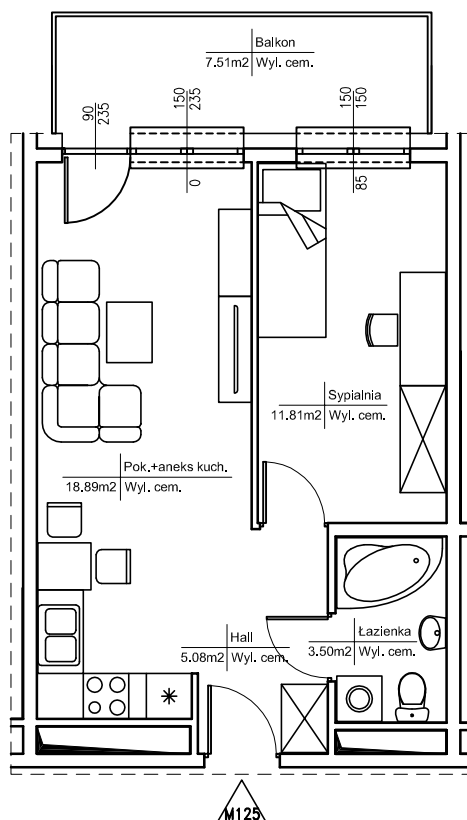 Balkon
7.51m2 Wyl. cem.
90
235
150
235
0
150
150
85
Sypialnia
11.81m2 Wyl. cem.
Pok.+aneks kuch.
18.89m2 Wyl. cem.
Hall
5.08m2 Wyl. cem.
Łazienka
3.50m2 Wyl. cem.
M125